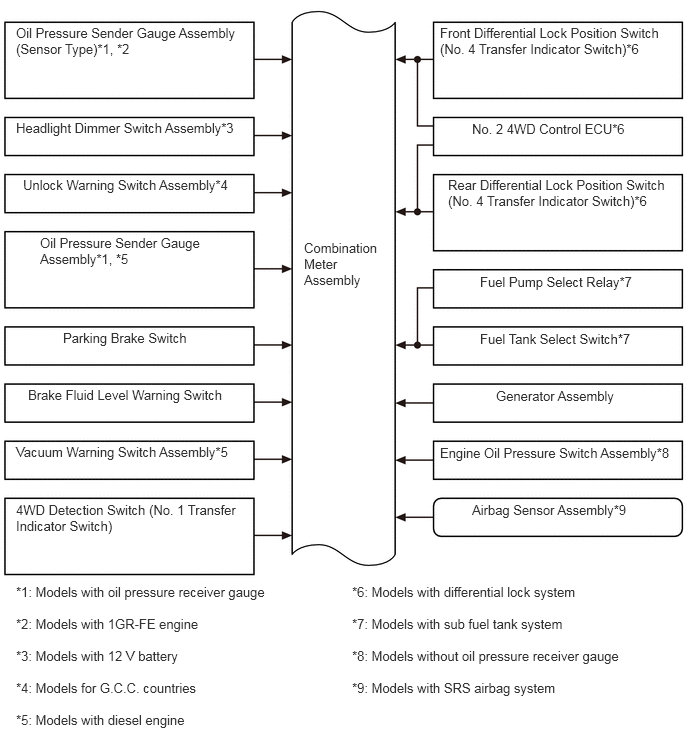 Oil Pressure Sender Gauge Assembly
(Sensor Type)*1, *2
Headlight Dimmer Switch Assembly*3
Unlock Warning Switch Assembly*4
Oil Pressure Sender Gauge
Assembly*1, *5
Parking Brake Switch
Brake Fluid Level Warning Switch
Vacuum Warning Switch Assembly*5
4WD Detection Switch (No. 1 Transfer
Indicator Switch)
Combination
Meter
Assembly
Front Differential Lock Position Switch
(No. 4 Transfer Indicator Switch)*6
No. 2 4WD Control ECU*6
Rear Differential Lock Position Switch
(No. 4 Transfer Indicator Switch)*6
Fuel Pump Select Relay*7
Fuel Tank Select Switch*7
Generator Assembly
Engine Oil Pressure Switch Assembly*8
Airbag Sensor Assembly*9
*1: Models with oil pressure receiver gauge
*2: Models with 1GR-FE engine
*3: Models with 12 V battery
*4: Models for G.C.C. countries
*5: Models with diesel engine
*6: Models with differential lock system
*7: Models with sub fuel tank system
*8: Models without oil pressure receiver gauge
*9: Models with SRS airbag system